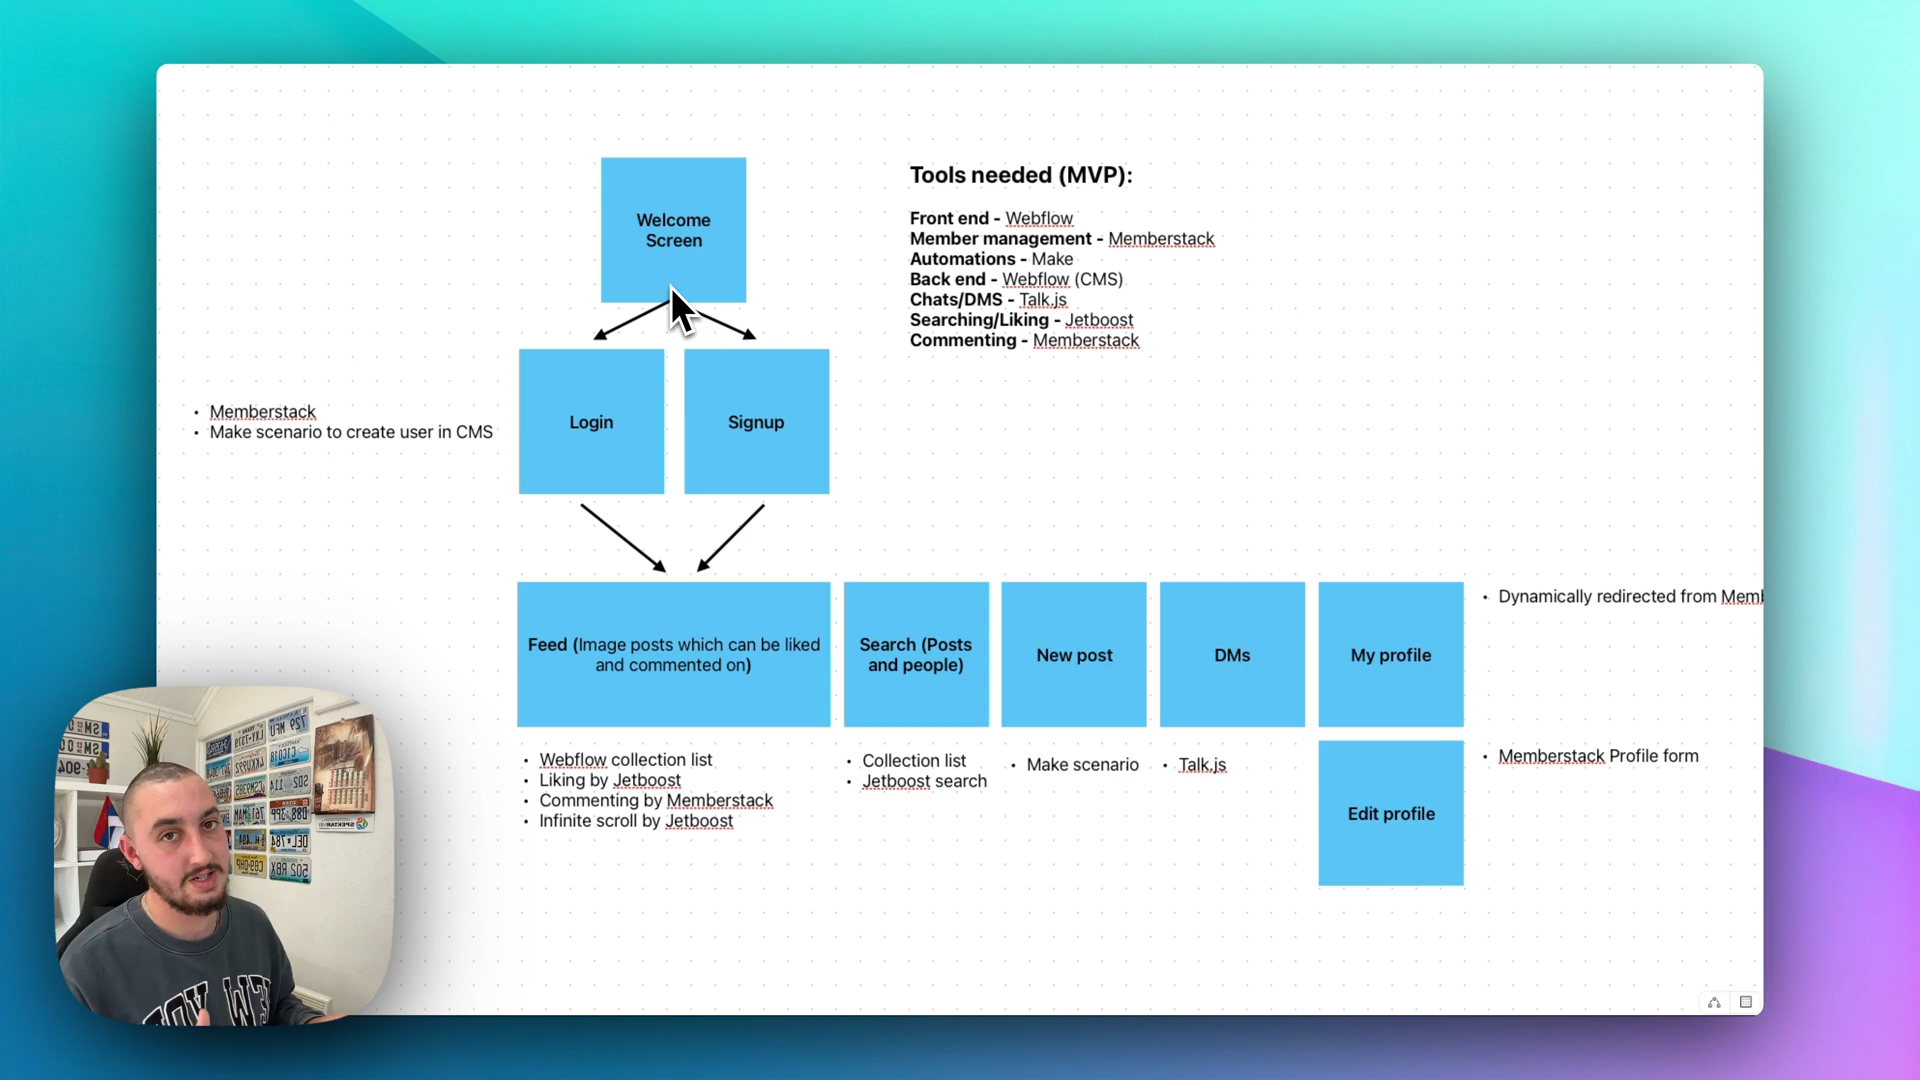 Welcome
Screen
Tools needed (MVP):
Front end - Webflow
Member management - Memberstack
Automations - Make
Back end - Webflow (CMS)
Chats/DMS - Talk.js
Searching/Liking - Jetboost
Commenting - Memberstack
• Memberstack
• Make scenario to create user in CMS
Login
Signup
Feed (Image posts which can be liked
and commented on)
Search (Posts
and people)
New post
DMs
My profile
• Dynamically redirected from Memb
• Webflow collection list
• Liking by Jetboost
• Commenting by Memberstack
• Infinite scroll by Jetboost
• Collection list
• Jetboost search
• Make scenario
• Talk.js
Edit profile
• Memberstack Profile form